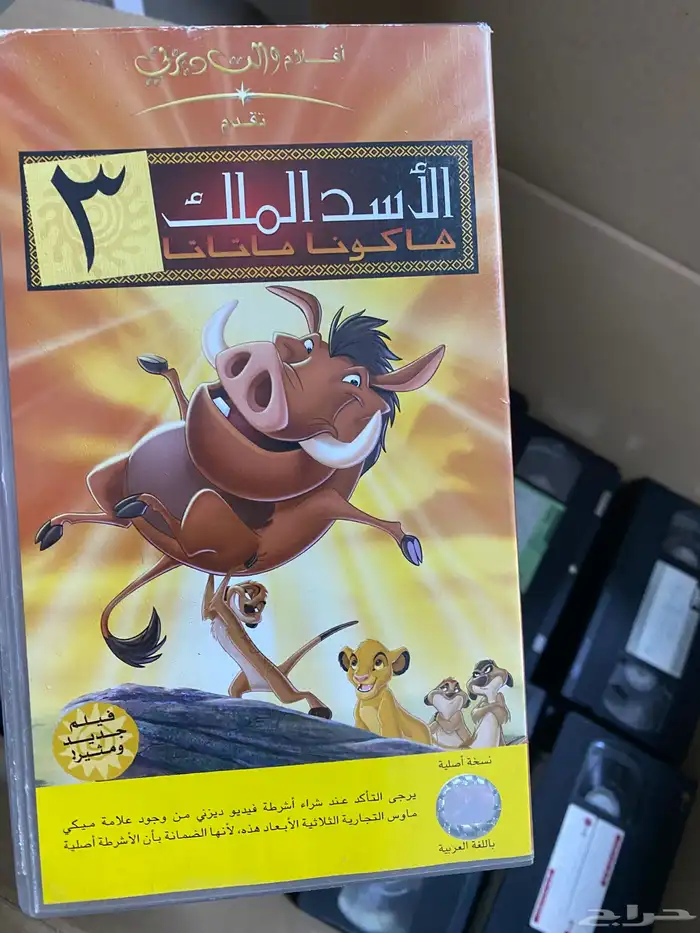 أفلام والت ديزني
تقدم
٣
الأسد الملك
هاكونا ماتاتا
فيلم
جديد
ومثير!
نسخة أصلية
يرجى التأكد عند شراء أشرطة فيديو ديزني من وجود علامة ميكي
ماوس التجارية الثلاثية الأبعاد هذه، لأنها الضمانة بأن الأشرطة أصلية
باللغة العربية
حراج